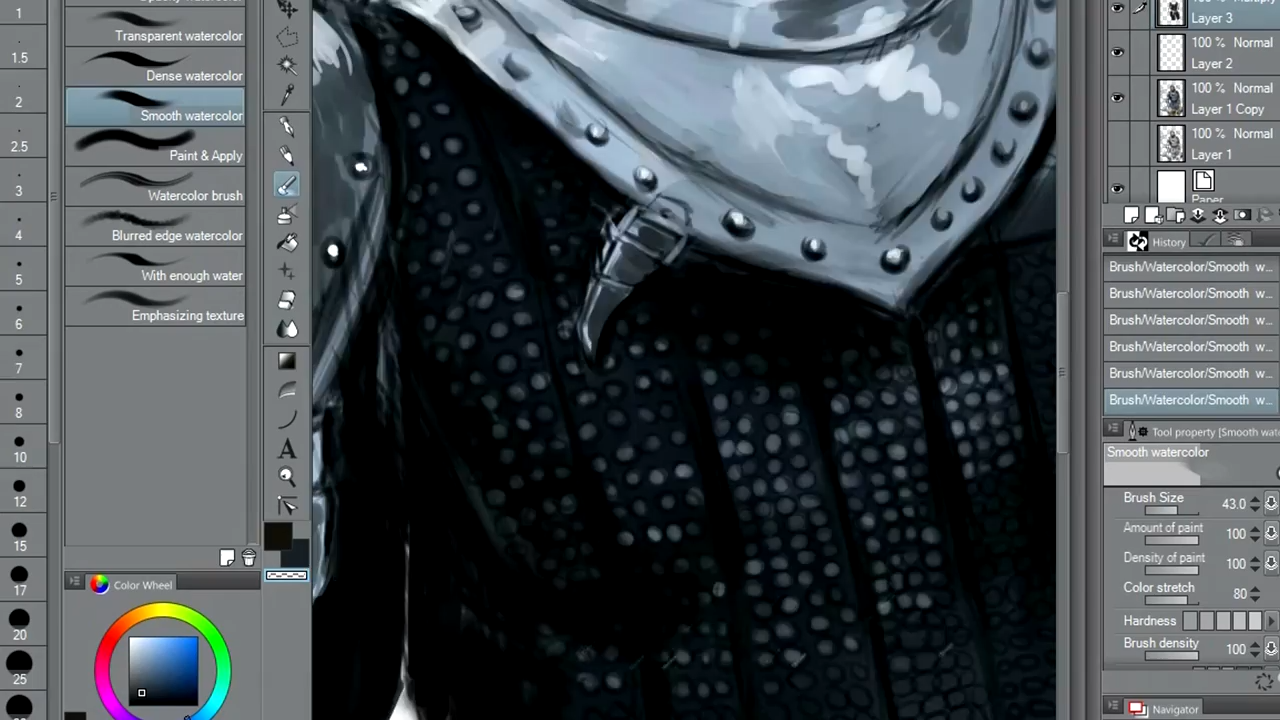 1
1.5
2
2.5
3
4
5
6
7
8
10
12
15
17
20
25
Transparent watercolor
Dense watercolor
Smooth watercolor
Paint & Apply
Watercolor brush
Blurred edge watercolor
With enough water
Emphasizing texture
Color Wheel
Layer 3
100 % Normal
Layer 2
100 % Normal
Layer 1 Copy
100 % Normal
Layer 1
Paper
History
Brush/Watercolor/Smooth w...
Brush/Watercolor/Smooth w...
Brush/Watercolor/Smooth w...
Brush/Watercolor/Smooth w...
Brush/Watercolor/Smooth w...
Brush/Watercolor/Smooth w...
Tool property [Smooth water
Smooth watercolor
Brush Size 43.0
Amount of paint 100
Density of paint 100
Color stretch 80
Hardness
Brush density 100
Navigator